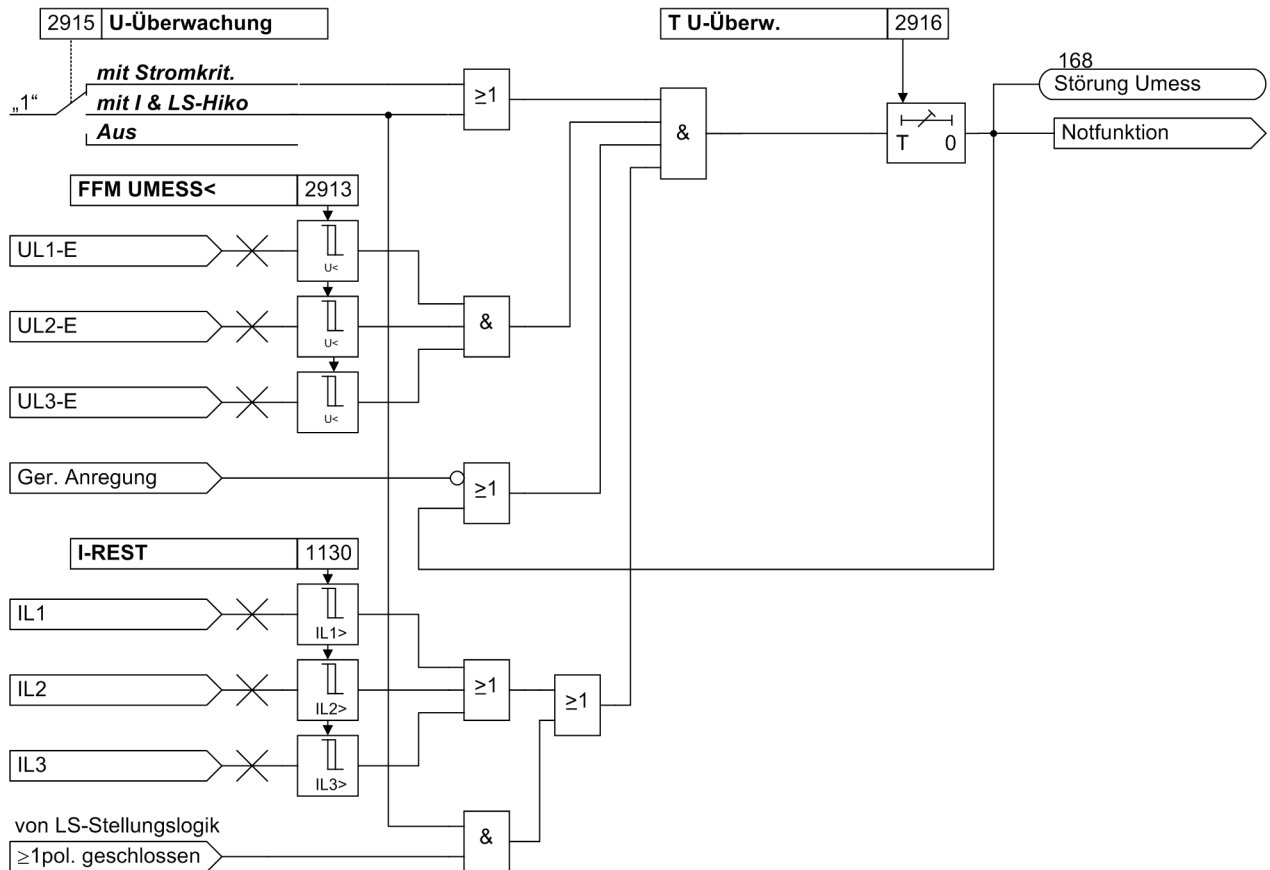 2915 U-Überwachung
T U-Überw. 2916
mit Stromkrit.
„1“
mit I & LS-Hiko
Aus
≥1
&
T 0
168
Störung Umess
Notfunktion
FFM UMESS< 2913
UL1-E
U<
UL2-E
U<
&
UL3-E
U<
Ger. Anregung
≥1
I-REST 1130
IL1
IL1>
IL2
IL2>
≥1
≥1
IL3
IL3>
von LS-Stellungslogik
≥1pol. geschlossen
&